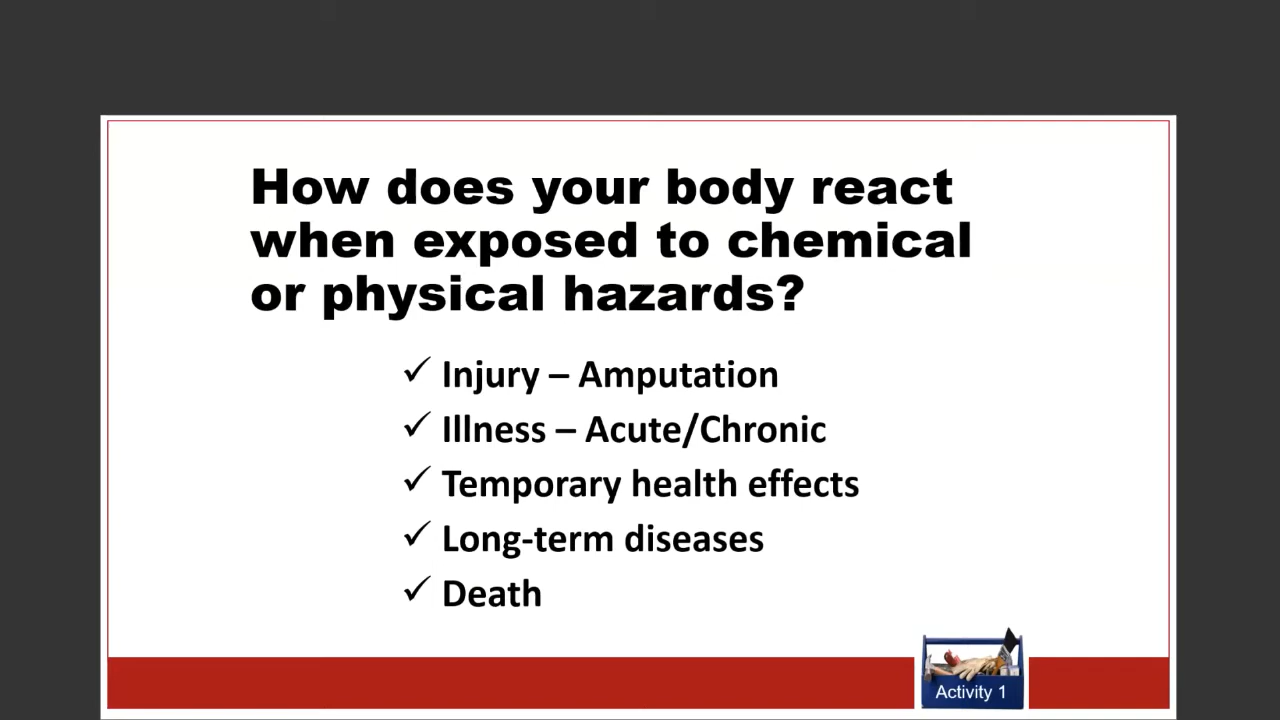 How does your body react
when exposed to chemical
or physical hazards?
✓ Injury – Amputation
✓ Illness – Acute/Chronic
✓ Temporary health effects
✓ Long-term diseases
✓ Death
Activity 1